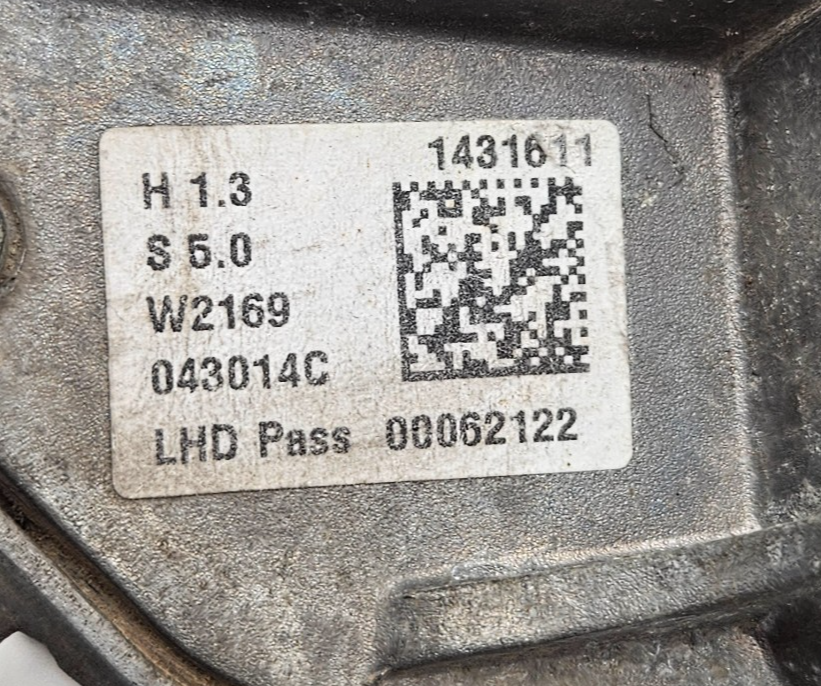 1431611
H 1.3
S 5.0
W2169
043014C
LHD Pass 00062122